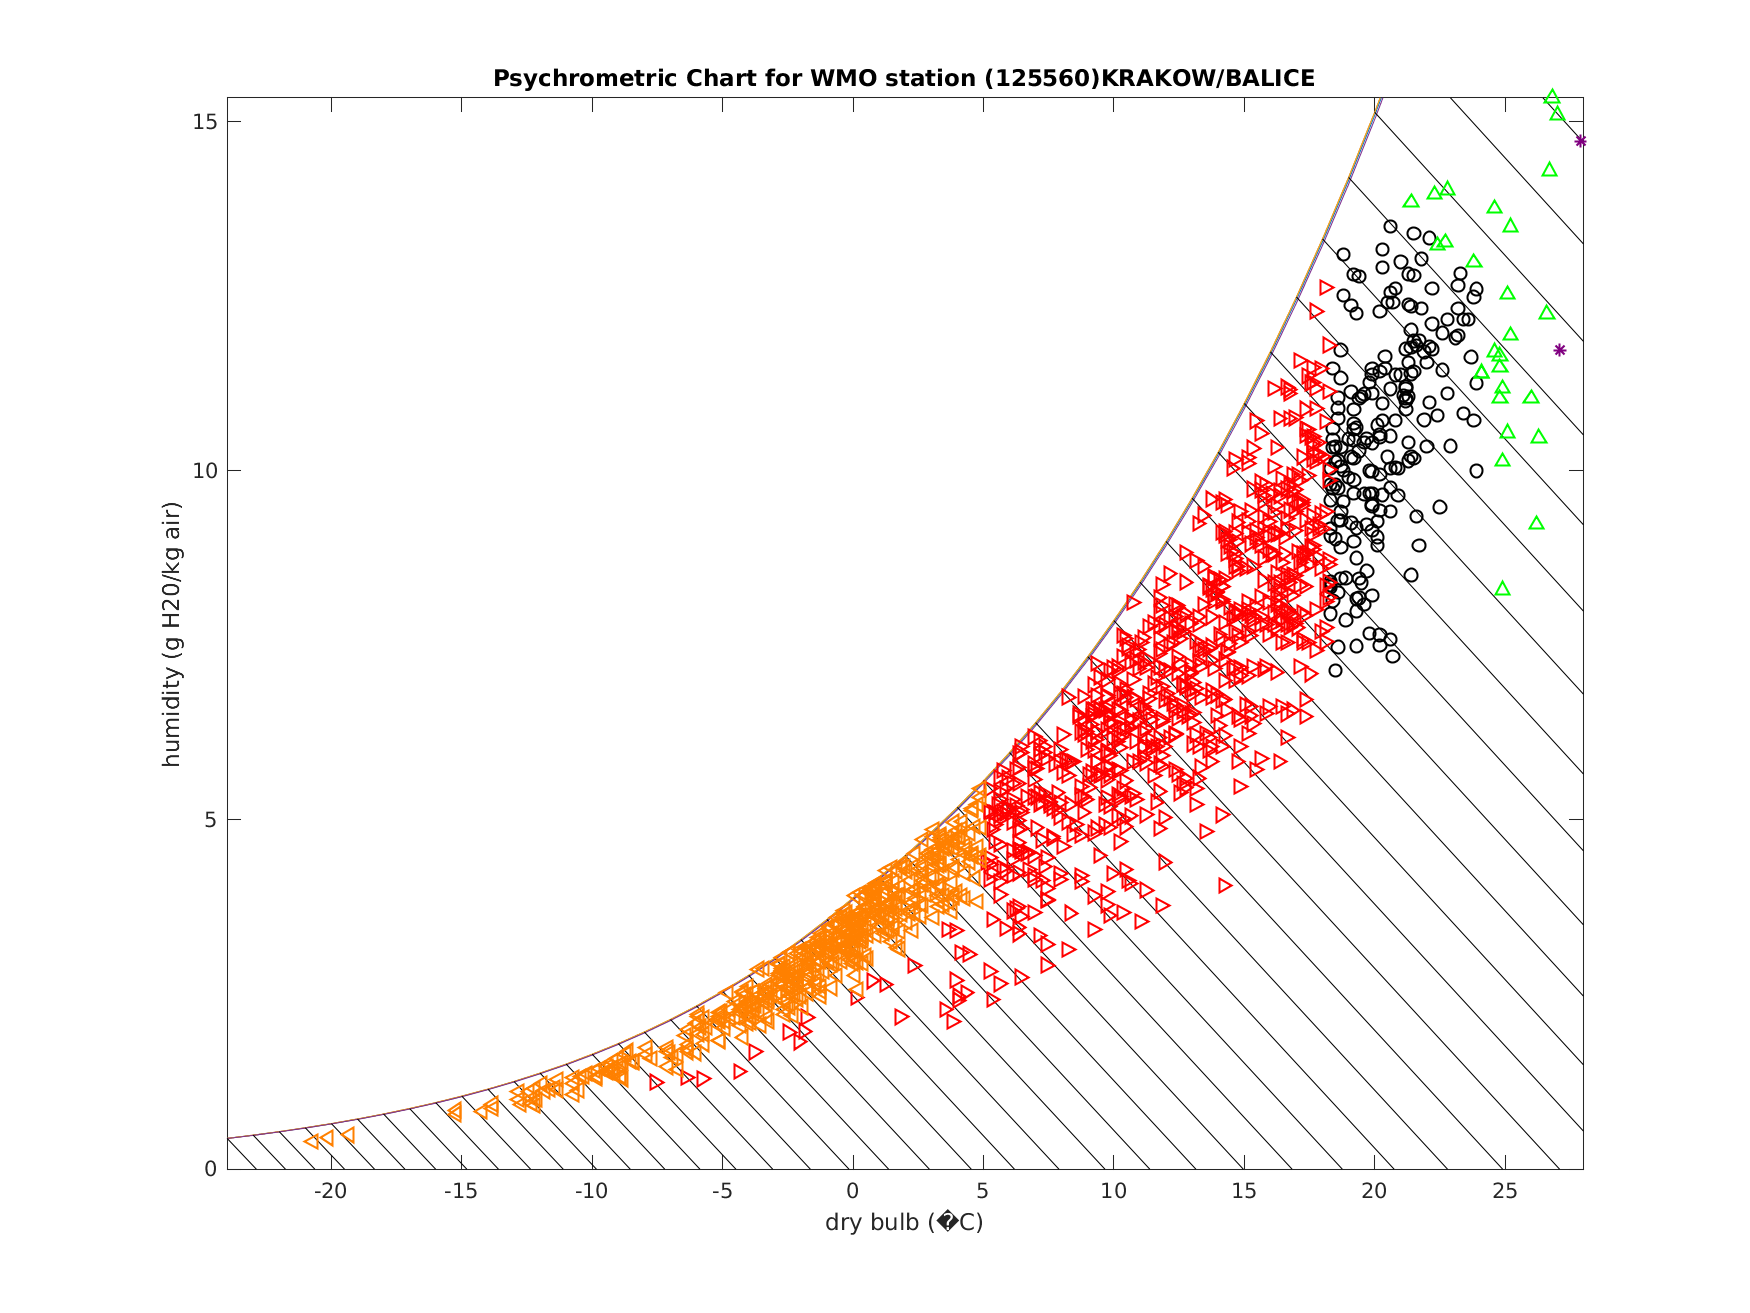 Psychrometric Chart for WMO station (125560)KRAKOW/BALICE
15
10
5
0
humidity (g H20/kg air)
-20 -15 -10 -5 0 5 10 15 20 25
dry bulb (�C)